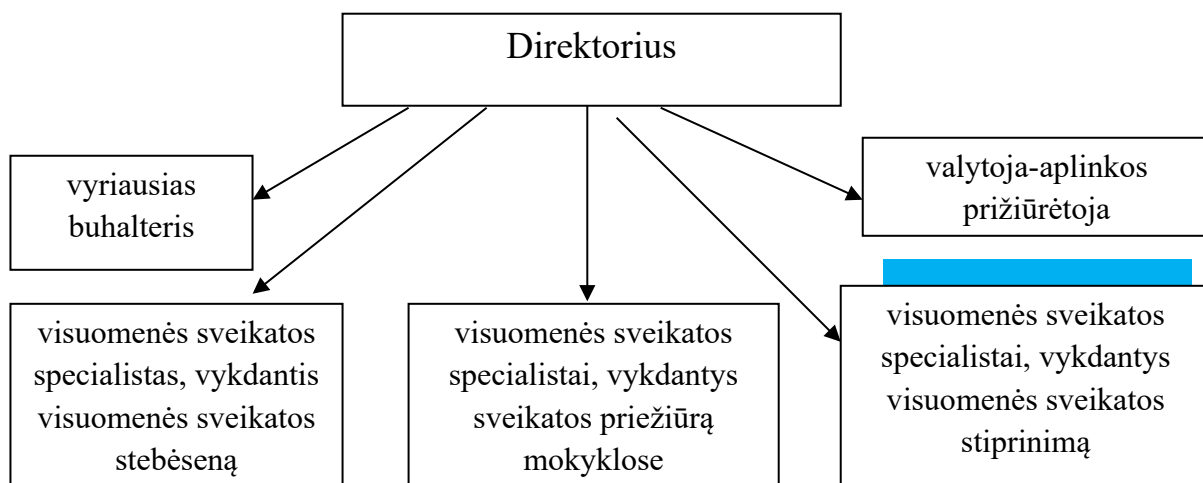 Direktorius
vyriausias
buhalteris
valytoja-aplinkos
prižiūrėtoja
visuomenės sveikatos
specialistas, vykdantis
visuomenės sveikatos
stebėseną
visuomenės sveikatos
specialistai, vykdantys
sveikatos priežiūrą
mokyklose
visuomenės sveikatos
specialistai, vykdantys
visuomenės sveikatos
stiprinimą